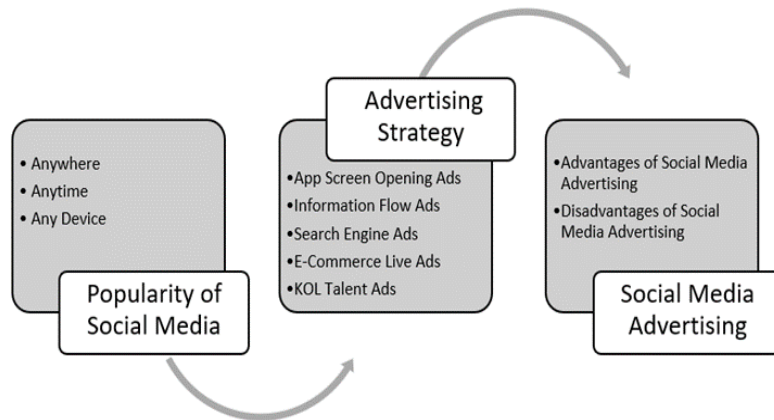 • Anywhere
• Anytime
• Any Device
Popularity of
Social Media
Advertising
Strategy
•App Screen Opening Ads
•Information Flow Ads
•Search Engine Ads
•E-Commerce Live Ads
•KOL Talent Ads
•Advantages of Social Media
Advertising
•Disadvantages of Social
Media Advertising
Social Media
Advertising